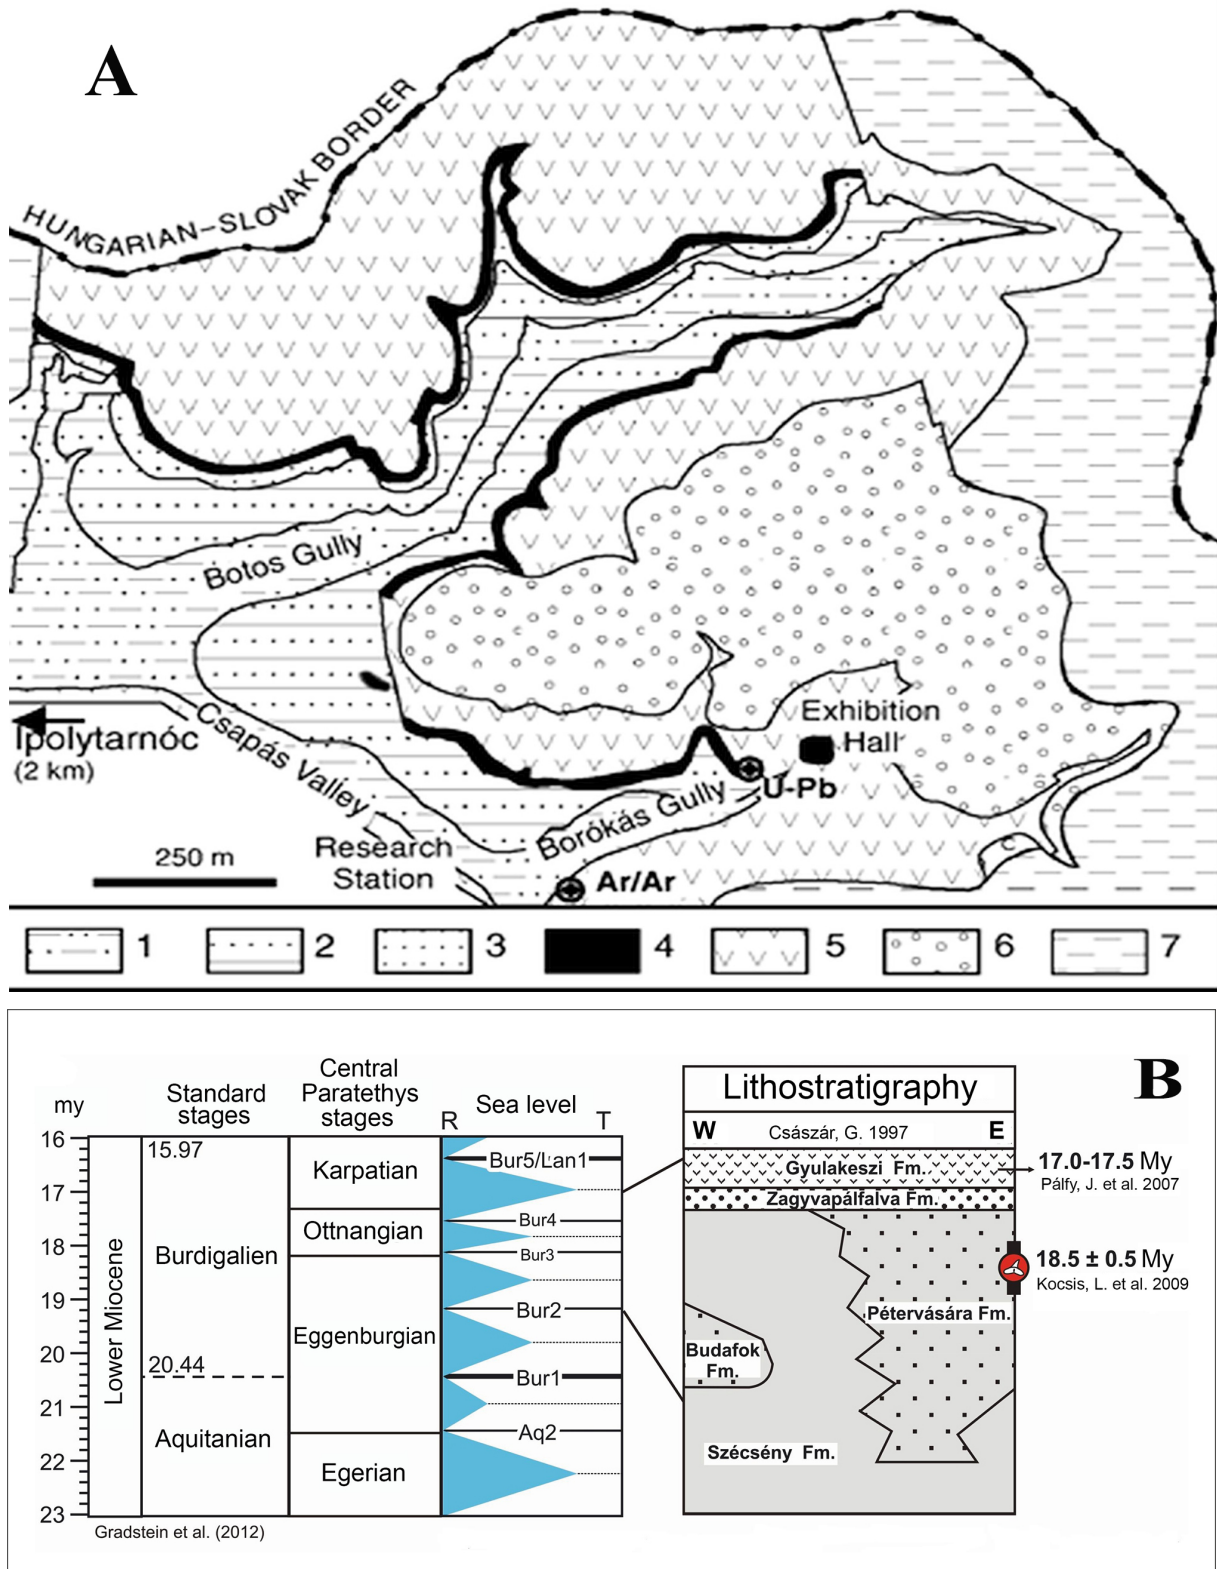 A
HUNGARIAN–SLOVAK BORDER
Botos Gully
Csapás Valley
Ipolytarnóc
(2 km)
Exhibition
Hall
U-Pb
Borókás Gully
Research
Station
Ar/Ar
250 m
1
2
3
4
5
6
7
B
my
Standard
stages
Central
Paratethys
stages
R
Sea level
T
16
17
18
19
20
21
22
23
Lower Miocene
15.97
Burdigalien
20.44
Aquitanian
Karpatian
Ottnangian
Eggenburgian
Egerian
Bur5/Lan1
Bur4
Bur3
Bur2
Bur1
Aq2
Gradstein et al. (2012)
Lithostratigraphy
W
Császár, G. 1997
E
Gyulakeszi Fm.
Zagyvapálfalva Fm.
Pétervására Fm.
Budafok
Fm.
Szécsény Fm.
17.0-17.5 My
Pálfy, J. et al. 2007
18.5 ± 0.5 My
Kocsis, L. et al. 2009